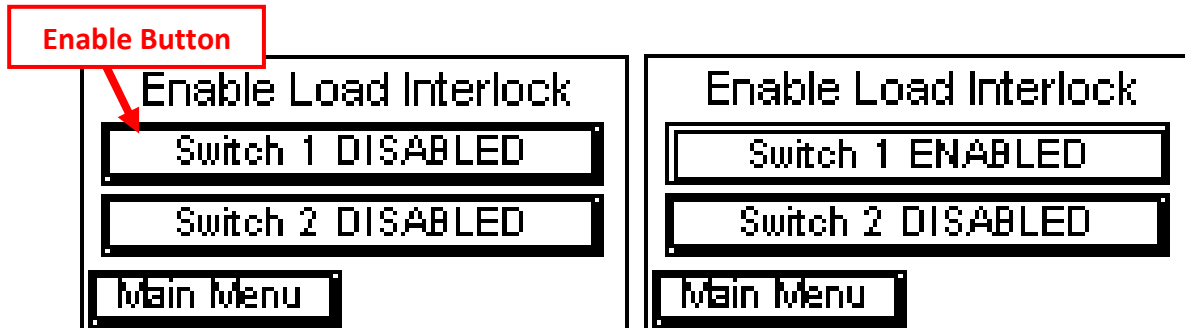 Enable Button
Enable Load Interlock
Switch 1 DISABLED
Switch 2 DISABLED
Main Menu
Enable Load Interlock
Switch 1 ENABLED
Switch 2 DISABLED
Main Menu